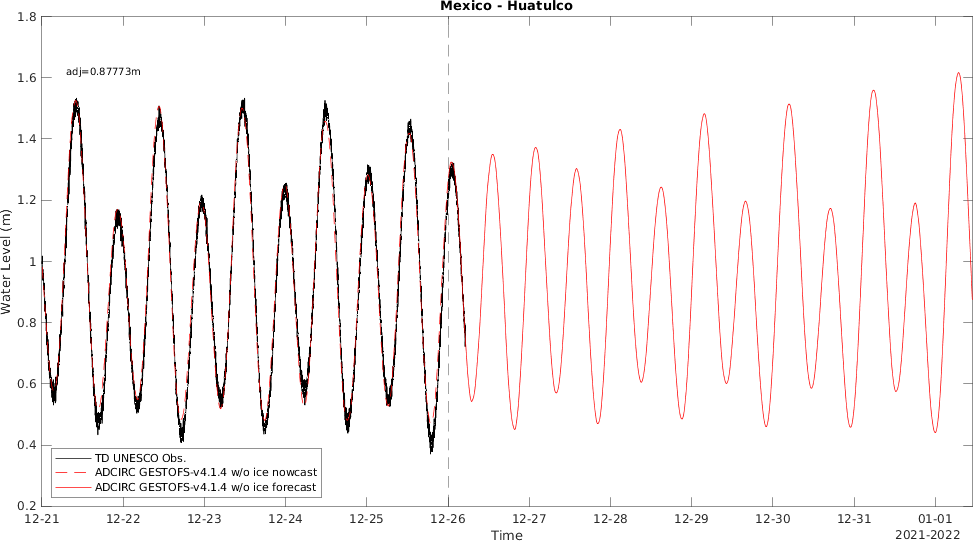 Mexico - Huatulco
1.8
1.6
1.4
1.2
1
0.8
0.6
0.4
0.2
Water Level (m)
adj=0.87773m
TD UNESCO Obs.
ADCIRC GESTOFS-v4.1.4 w/o ice nowcast
ADCIRC GESTOFS-v4.1.4 w/o ice forecast
12-21 12-22 12-23 12-24 12-25 12-26 12-27 12-28 12-29 12-30 12-31 01-01
Time
2021-2022